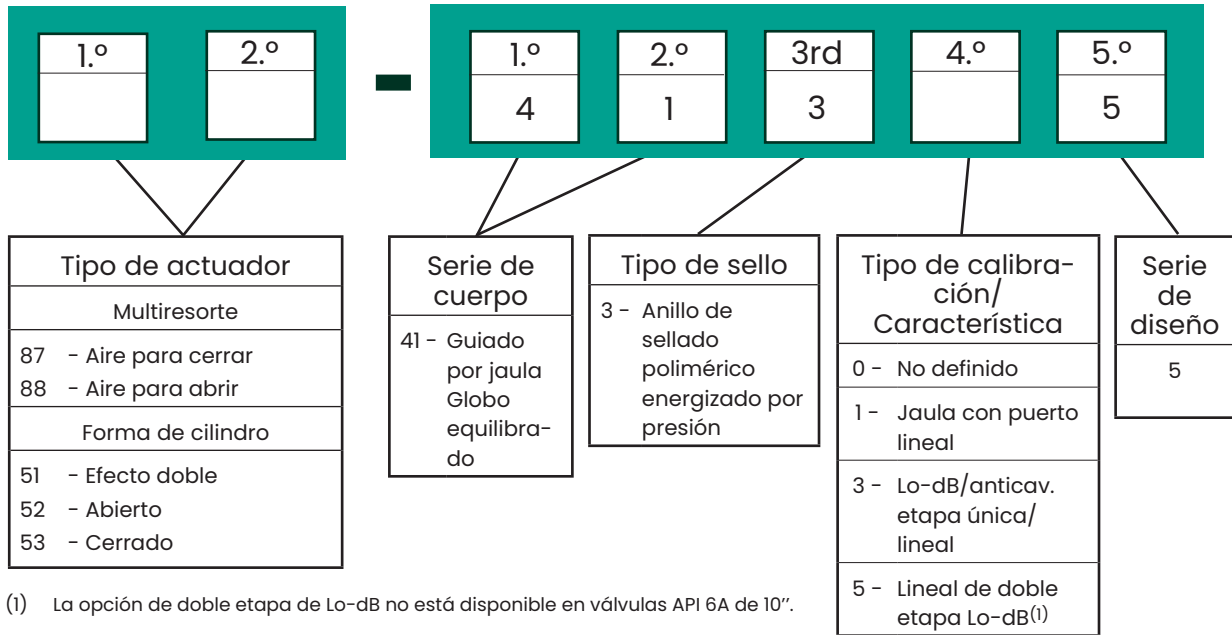 1.º
2.º
-
1.º
2.º
3rd
4.º
5.º
4
1
3
5
Tipo de actuador
Multiresorte
87 - Aire para cerrar
88 - Aire para abrir
Forma de cilindro
51 - Efecto doble
52 - Abierto
53 - Cerrado
Serie de
cuerpo
41 - Guiado
por jaula
Globo
equilibra-
do
Tipo de sello
3 - Anillo de
sellado
polimérico
energizado por
presión
Tipo de calibra-
ción/
Característica
0 - No definido
1 - Jaula con puerto
lineal
3 - Lo-dB/anticav.
etapa única/
lineal
5 - Lineal de doble
etapa Lo-dB(1)
Serie
de
diseño
5
(1) La opción de doble etapa de Lo-dB no está disponible en válvulas API 6A de 10’’.